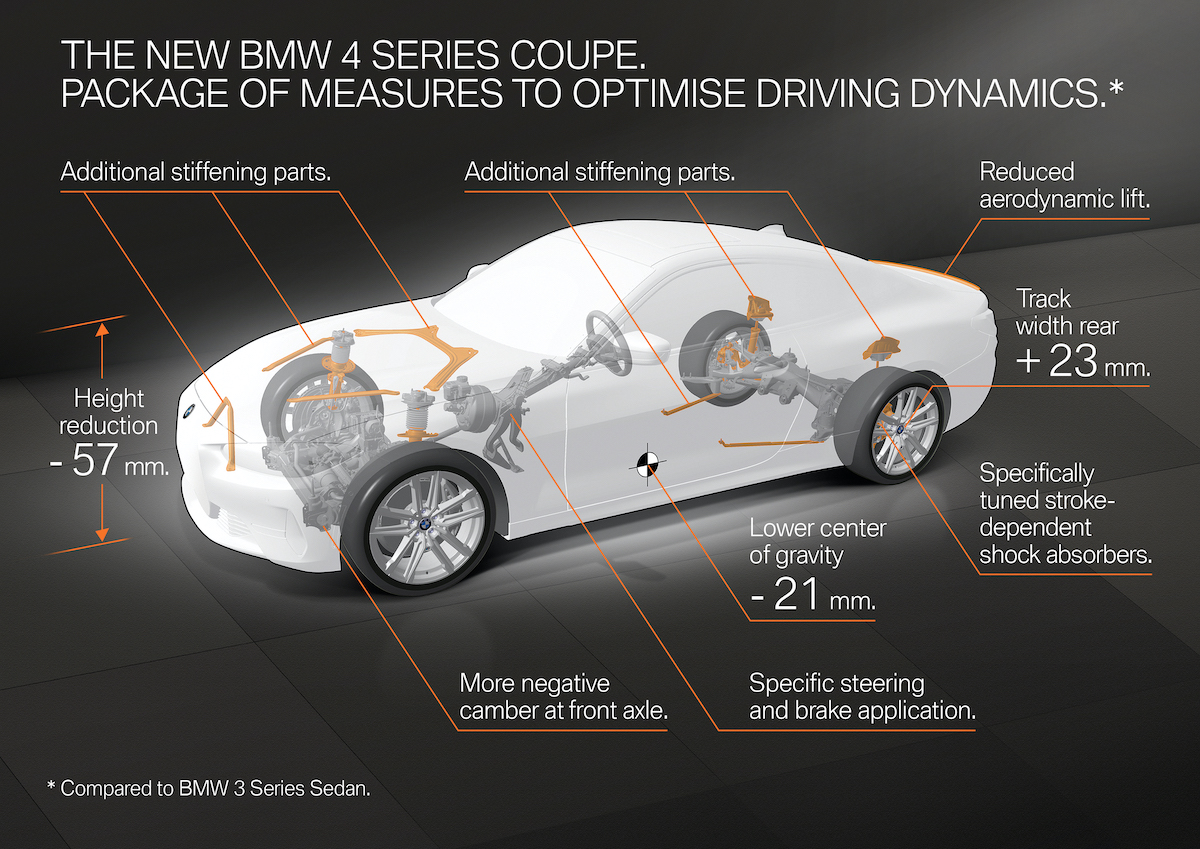 THE NEW BMW 4 SERIES COUPE.
PACKAGE OF MEASURES TO OPTIMISE DRIVING DYNAMICS.*
Additional stiffening parts.
Additional stiffening parts.
Reduced
aerodynamic lift.
Track
width rear
+ 23 mm.
Height
reduction
- 57 mm.
Specifically
tuned stroke-
dependent
shock absorbers.
Lower center
of gravity
- 21 mm.
More negative
camber at front axle.
Specific steering
and brake application.
* Compared to BMW 3 Series Sedan.